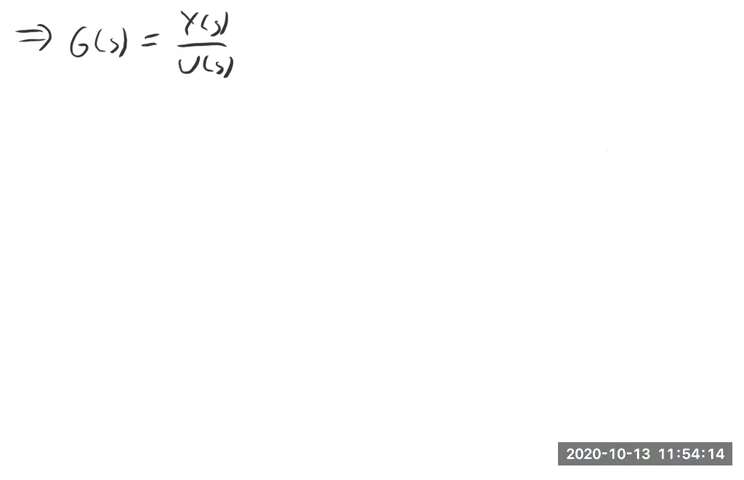 ⇒ G(s) = Y(s) / U(s)
2020-10-13 11:54:14